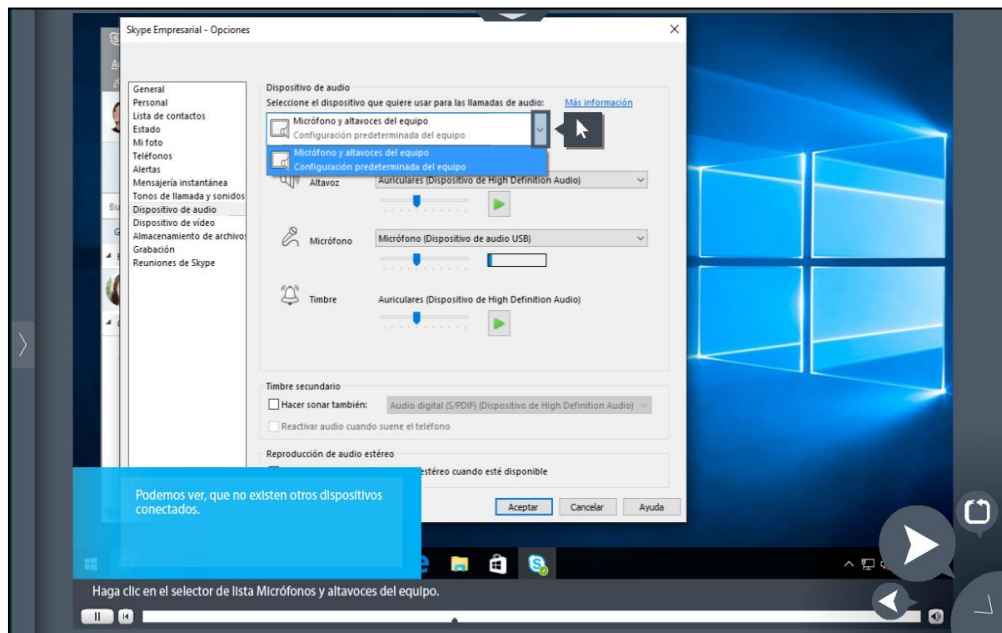 Skype Empresarial - Opciones
General
Personal
Lista de contactos
Estado
Mi foto
Teléfonos
Alertas
Mensajería instantánea
Tonos de llamada y sonidos
Dispositivo de audio
Dispositivo de vídeo
Almacenamiento de archivo
Grabación
Reuniones de Skype
Dispositivo de audio
Seleccione el dispositivo que quiere usar para las llamadas de audio: Más información
Micrófono y altavoces del equipo
Configuración predeterminada del equipo
Micrófono y altavoces del equipo
Configuración predeterminada del equipo
Altavoz Auriculares (Dispositivo de High Definition Audio)
Micrófono Micrófono (Dispositivo de audio USB)
Timbre Auriculares (Dispositivo de High Definition Audio)
Timbre secundario
Hacer sonar también: Audio digital (S/PDIF) (Dispositivo de High Definition Audio)
Reactivar audio cuando suene el teléfono
Reproducción de audio estéreo
estéreo cuando esté disponible
Aceptar Cancelar Ayuda
Podemos ver, que no existen otros dispositivos
conectados.
Haga clic en el selector de lista Micrófonos y altavoces del equipo.